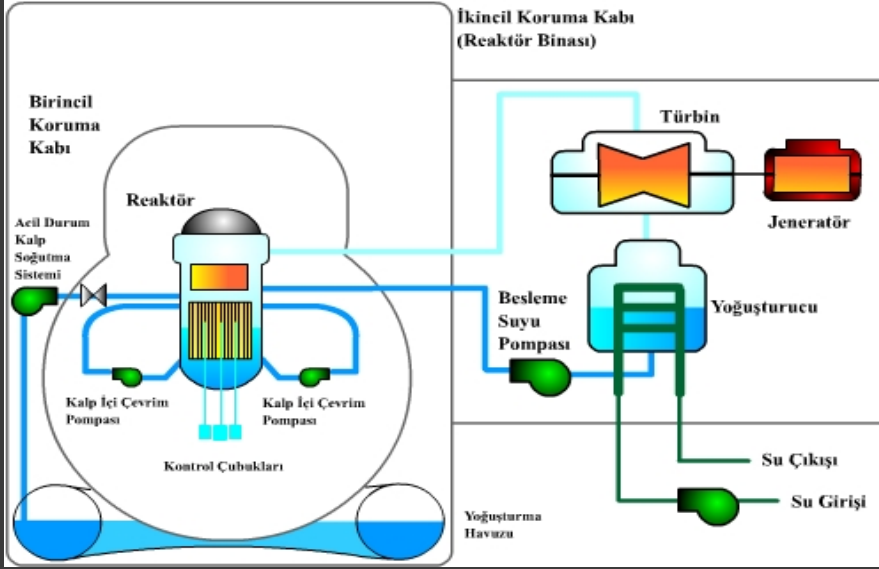 İkincil Koruma Kabı
(Reaktör Binası)
Birincil
Koruma
Kabı
Türbin
Reaktör
Jeneratör
Acil Durum
Kalp
Soğutma
Sistemi
Besleme
Suyu
Pompası
Yoğuşturucu
Kalp İçi Çevrim
Pompası
Kalp İçi Çevrim
Pompası
Kontrol Çubukları
Su Çıkışı
Su Girişi
Yoğuşturma
Havuzu